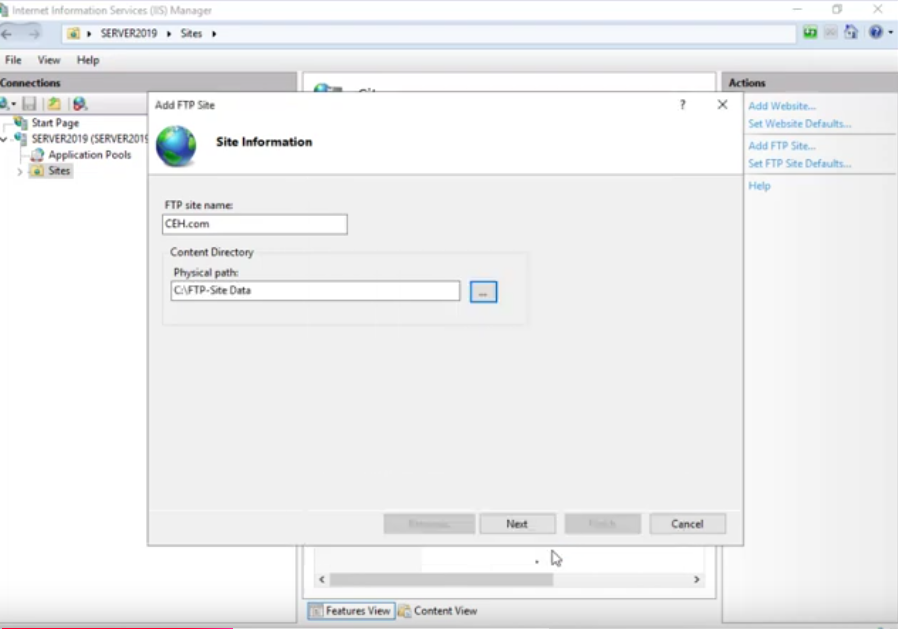 Internet Information Services (IIS) Manager
SERVER2019 Sites
File View Help
Connections
Start Page
SERVER2019 (SERVER2019
Application Pools
Sites
Add FTP Site ?
Site Information
FTP site name:
CEH.com
Content Directory
Physical path:
C:\FTP-Site Data
...
Next
Cancel
Features View Content View
Actions
Add Website...
Set Website Defaults...
Add FTP Site...
Set FTP Site Defaults...
Help